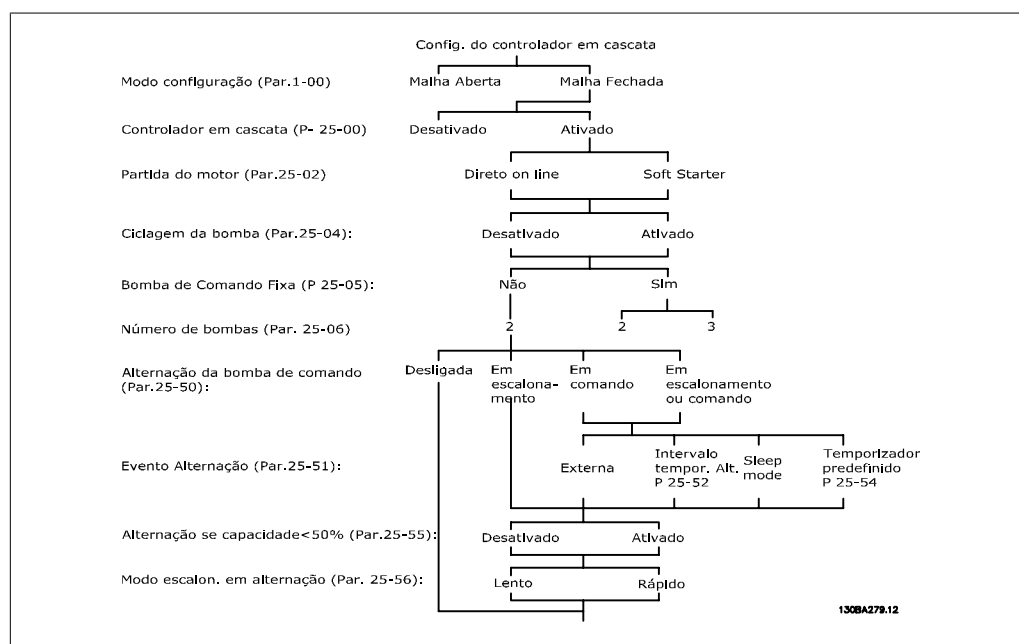 Config. do controlador em cascata
Modo configuração (Par.1-00)
Malha Aberta
Malha Fechada
Controlador em cascata (P- 25-00)
Desativado
Ativado
Partida do motor (Par.25-02)
Direto on line
Soft Starter
Ciclagem da bomba (Par.25-04):
Desativado
Ativado
Bomba de Comando Fixa (P 25-05):
Não
Sim
Número de bombas (Par. 25-06)
2
2
3
Alternação da bomba de comando
(Par.25-50):
Desligada
Em
escalona-
mento
Em
comando
Em
escalonamento
ou comando
Evento Alternação (Par.25-51):
Externa
Intervalo
tempor. Alt.
P 25-52
Sleep
mode
Temporizador
predefinido
P 25-54
Alternação se capacidade<50% (Par.25-55):
Desativado
Ativado
Modo escalon. em alternação (Par. 25-56):
Lento
Rápido
130BA279.12